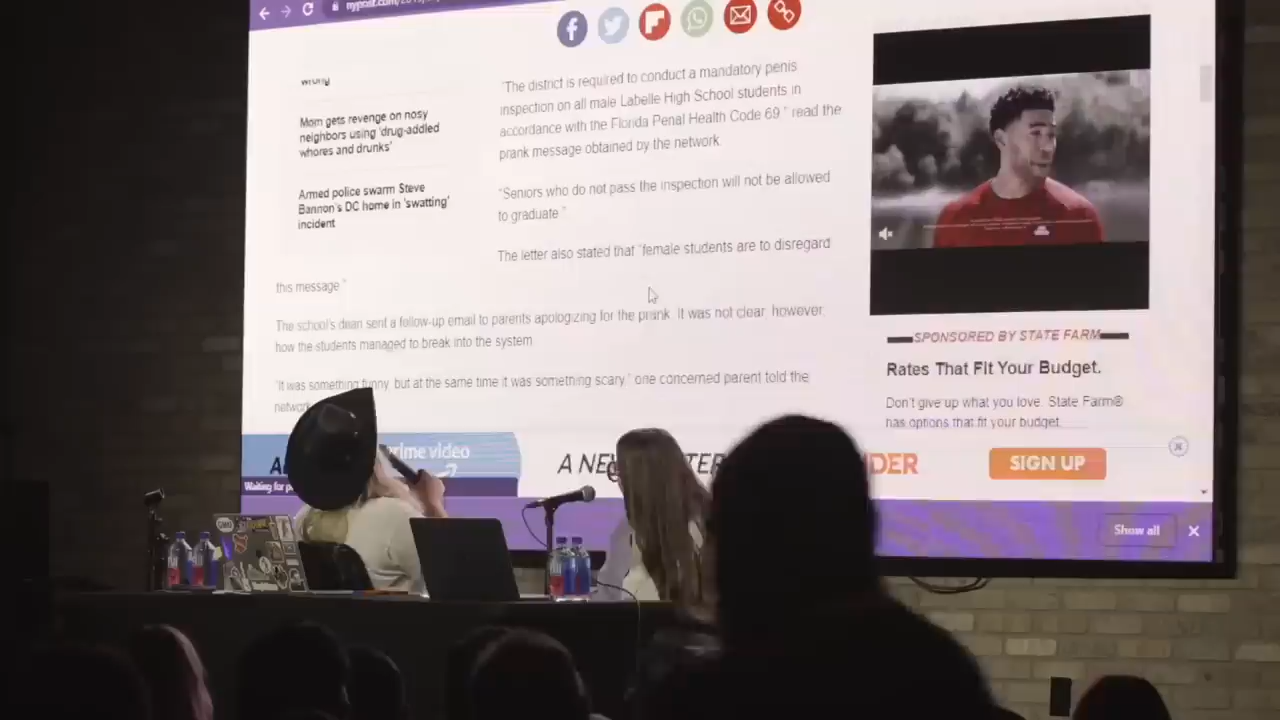 nypost.com/20
wrong
Mom gets revenge on nosy
neighbors using 'drug-addled
whores and drunks'
Armed police swarm Steve
Bannon's DC home in 'swatting'
incident
"The district is required to conduct a mandatory penis
inspection on all male Labelle High School students in
accordance with the Florida Penal Health Code 69," read the
prank message obtained by the network.
"Seniors who do not pass the inspection will not be allowed
to graduate."
The letter also stated that "female students are to disregard
this message."
The school's dean sent a follow-up email to parents apologizing for the prank. It was not clear, however,
how the students managed to break into the system.
"It was something funny, but at the same time it was something scary," one concerned parent told the
network
SPONSORED BY STATE FARM
Rates That Fit Your Budget.
Don't give up what you love. State Farm®
has options that fit your budget.
prime video
A NE
TER
DER
SIGN UP
Waiting for p
Show all
GMO